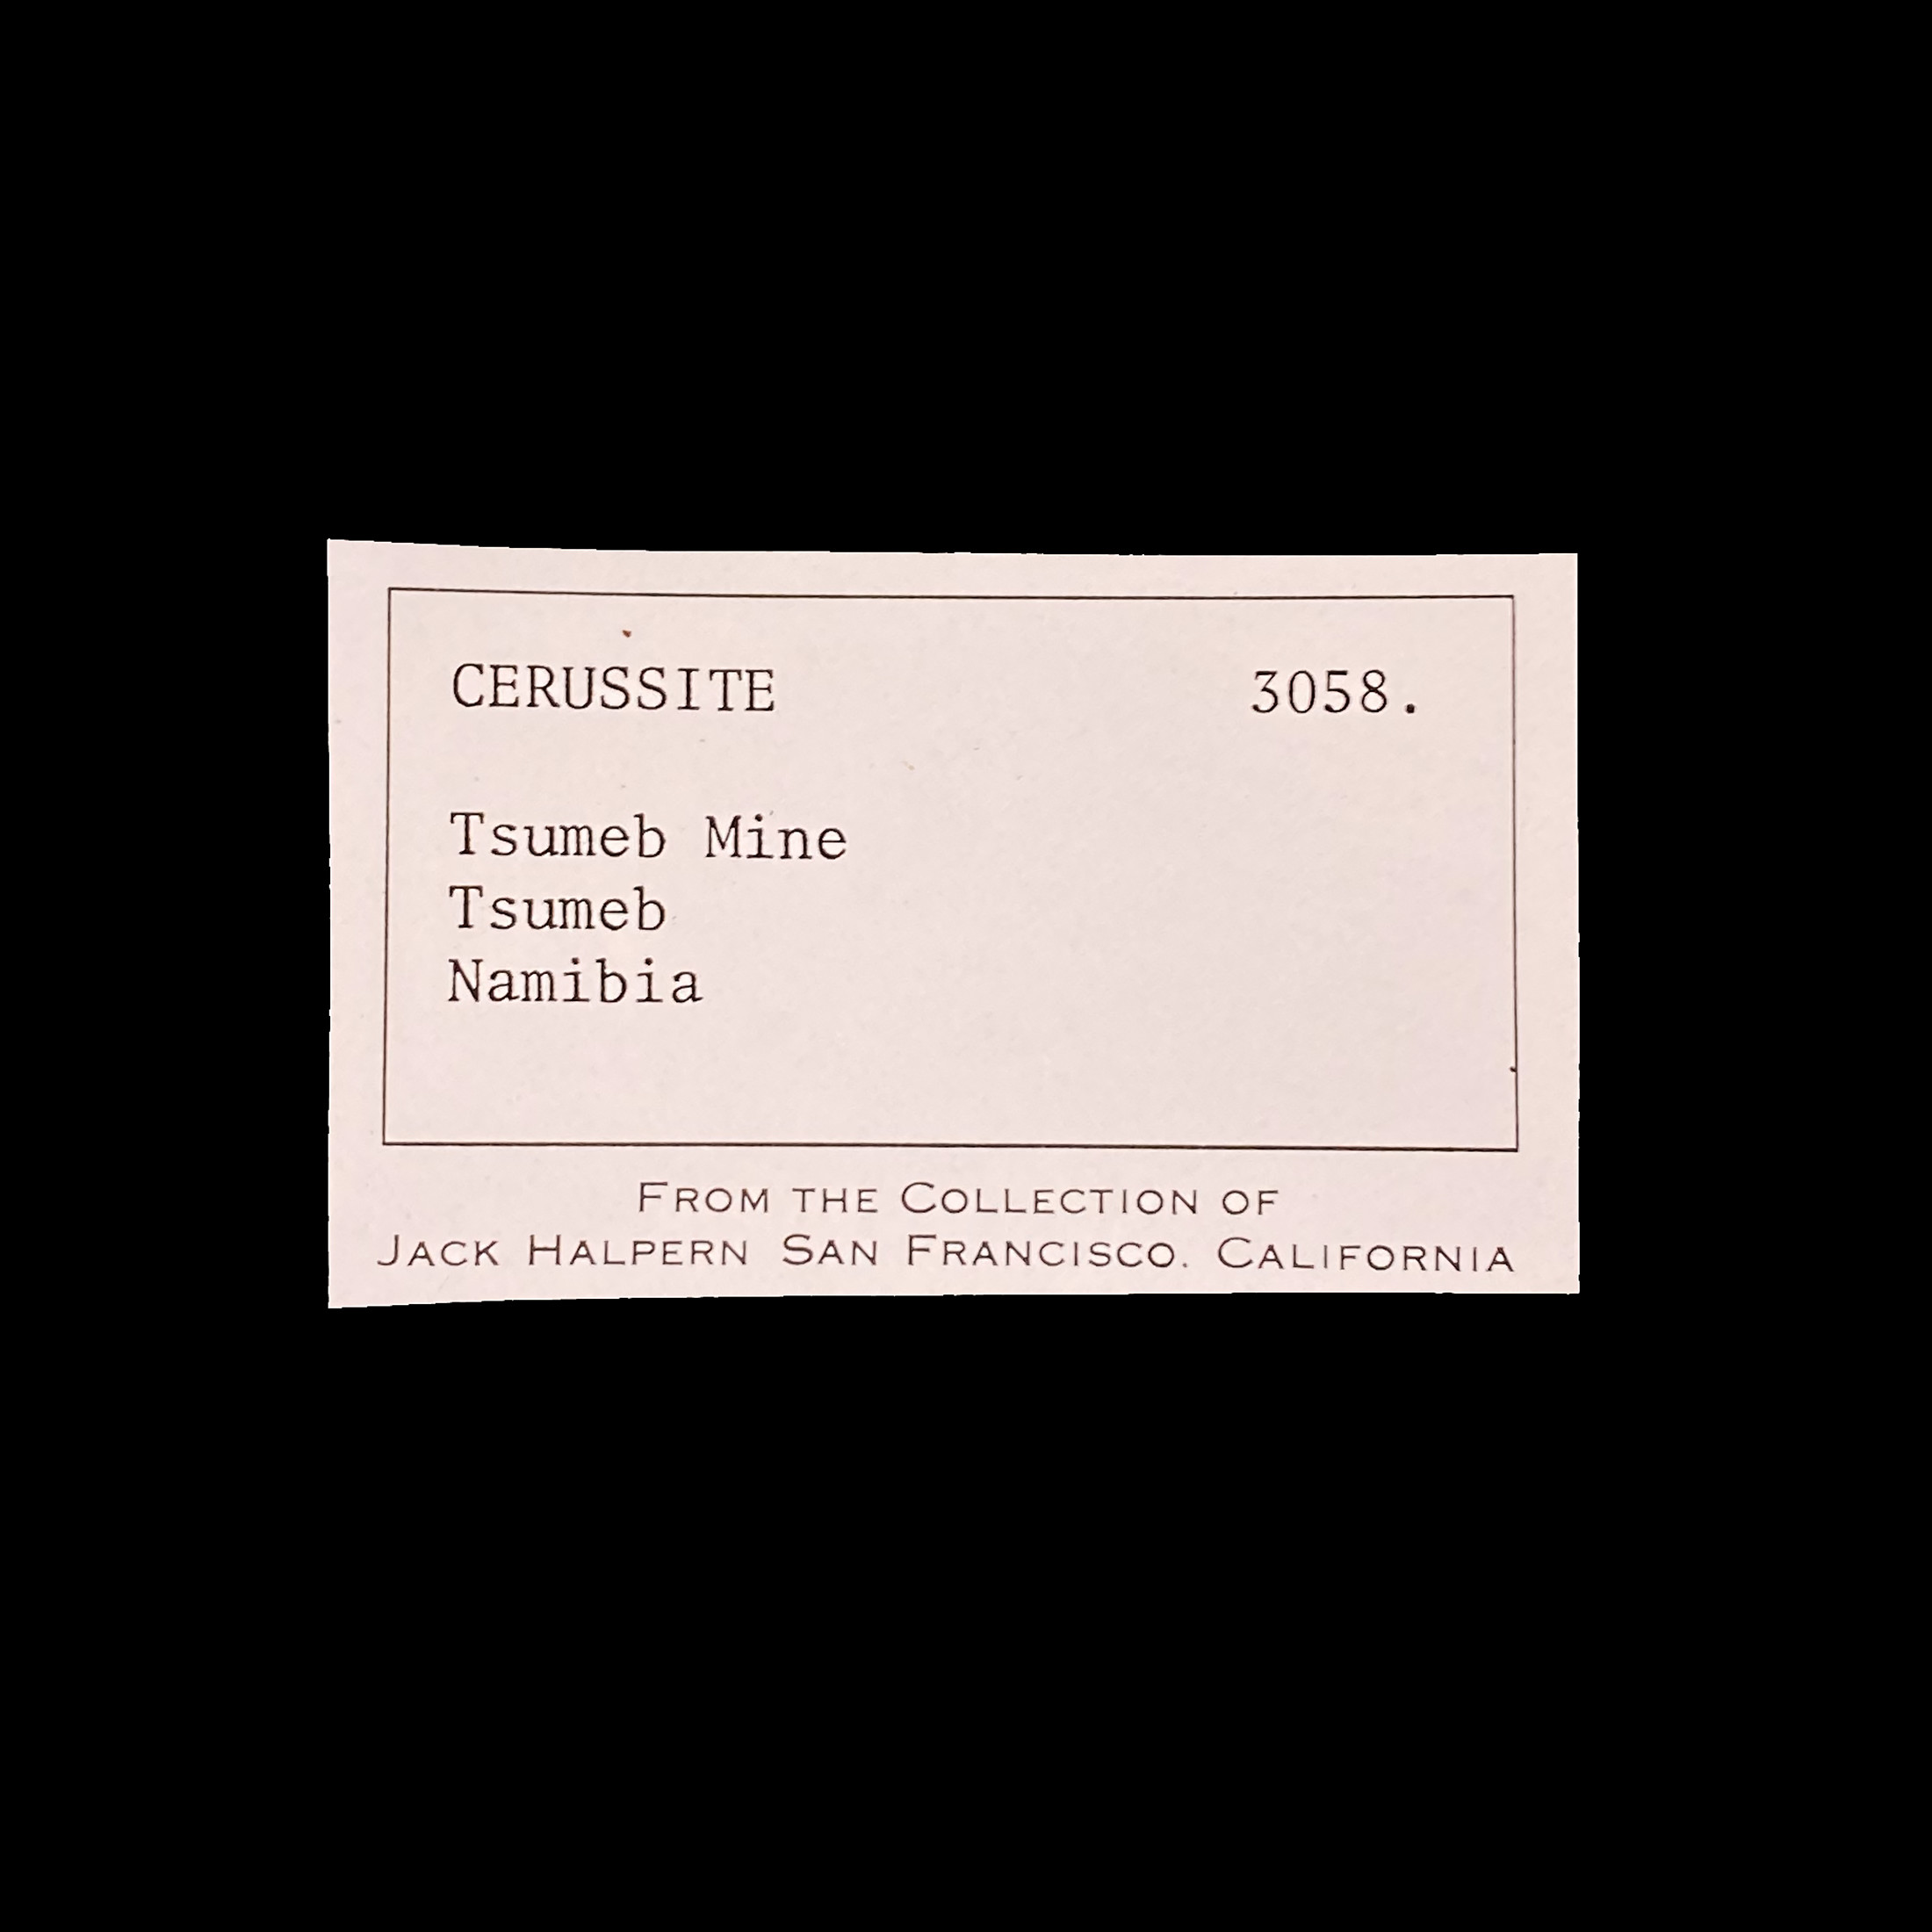 CERUSSITE 3058.
Tsumeb Mine
Tsumeb
Namibia
FROM THE COLLECTION OF
JACK HALPERN SAN FRANCISCO. CALIFORNIA